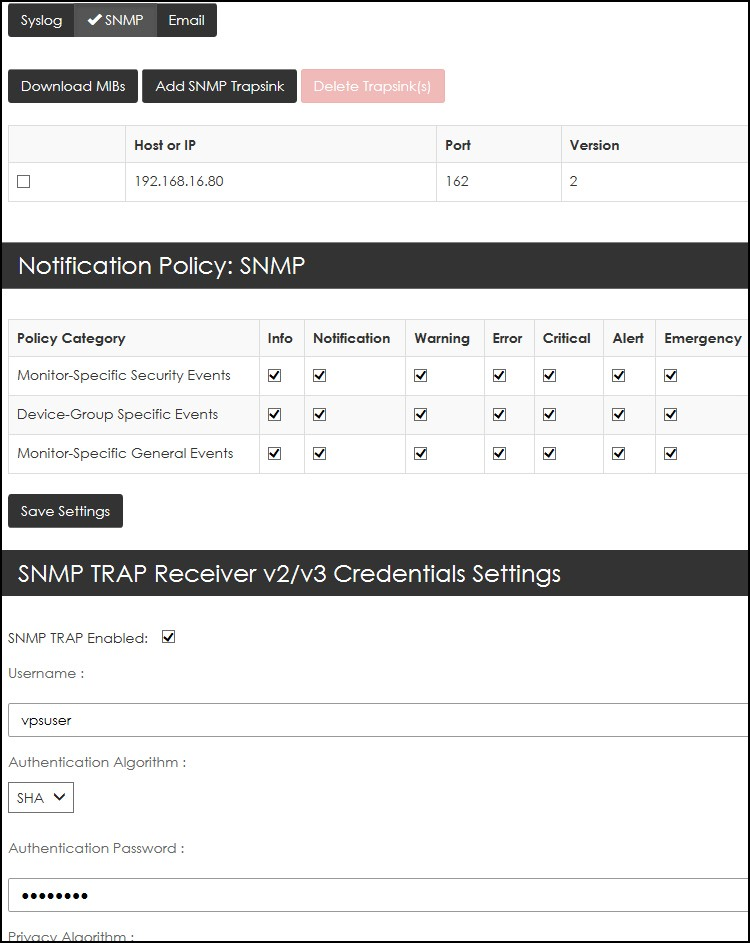 Syslog SNMP Email
Download MIBs Add SNMP Trapsink Delete Trapsink(s)
Host or IP Port Version
192.168.16.80 162 2
Notification Policy: SNMP
Policy Category Info Notification Warning Error Critical Alert Emergency
Monitor-Specific Security Events
Device-Group Specific Events
Monitor-Specific General Events
Save Settings
SNMP TRAP Receiver v2/v3 Credentials Settings
SNMP TRAP Enabled:
Username :
vpsuser
Authentication Algorithm :
SHA
Authentication Password :
••••••••
Privacy Algorithm :